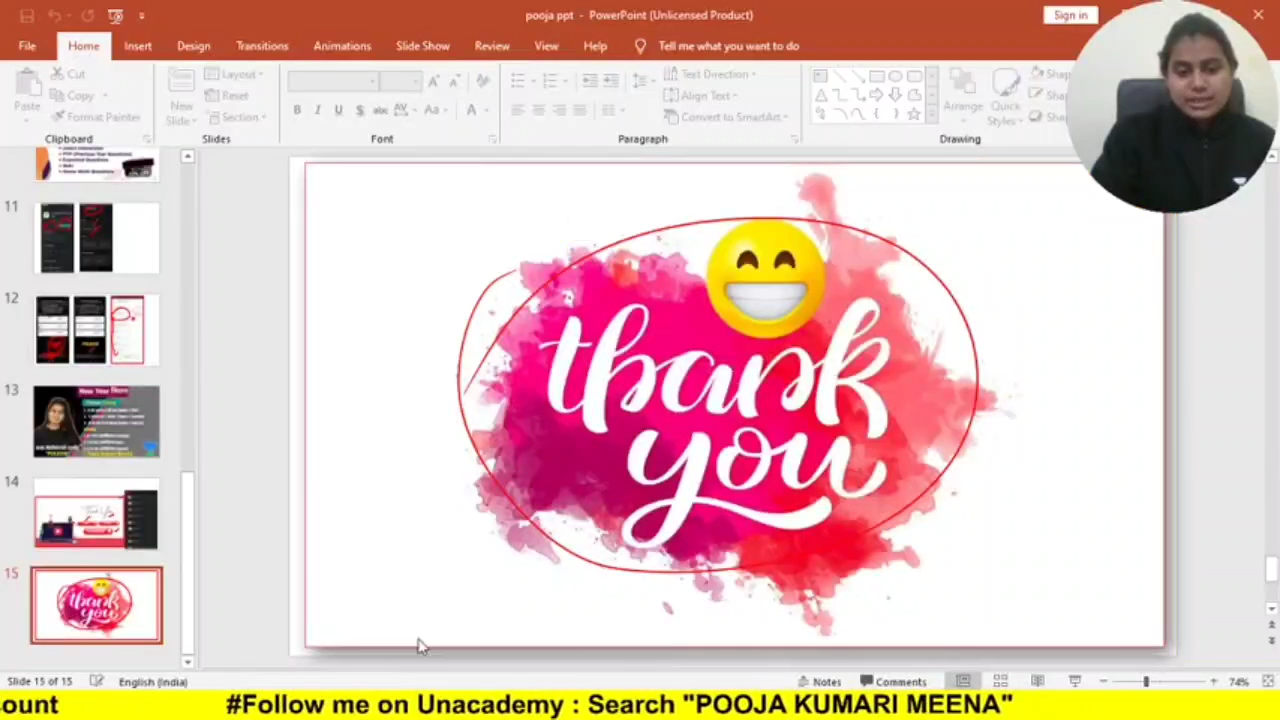 pooja ppt - PowerPoint (Unlicensed Product)
Sign in
File Home Insert Design Transitions Animations Slide Show Review View Help Tell me what you want to do
Paste
Cut
Copy
Format Painter
Clipboard
New
Slide
Layout
Reset
Section
Slides
B I U S abc AV Aa A
Font
Text Direction
Align Text
Convert to SmartArt
Paragraph
Arrange
Quick
Styles
Drawing
11
12
13
14
15
thank
you
Slide 15 of 15 English (India) Notes Comments 74%
ount #Follow me on Unacademy : Search "POOJA KUMARI MEENA"